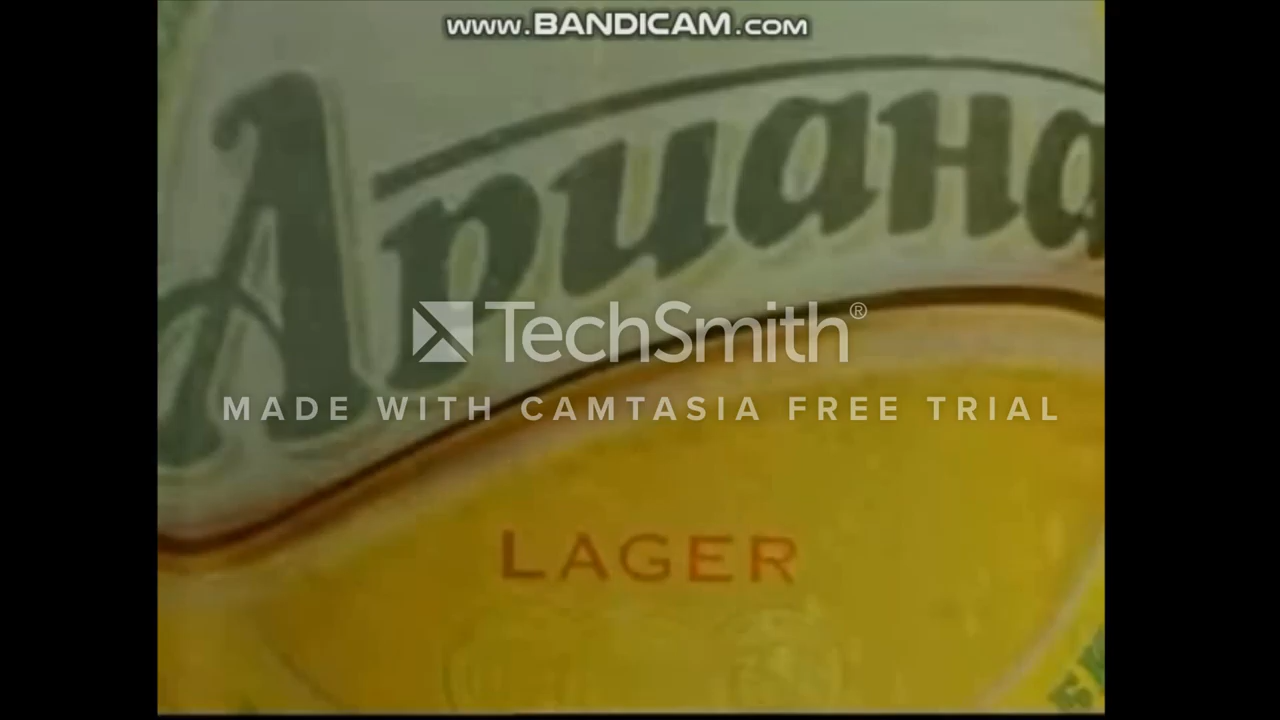 www.BANDICAM.com
Ариана
TechSmith®
MADE WITH CAMTASIA FREE TRIAL
LAGER